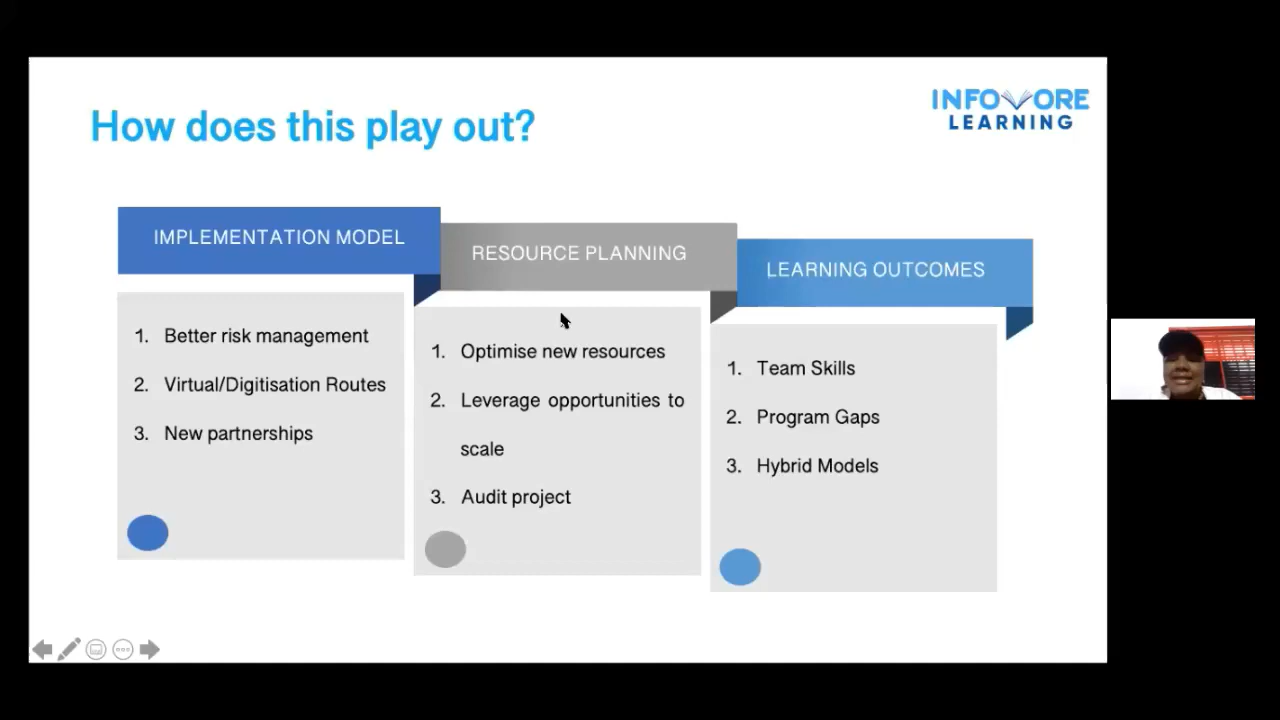 How does this play out?
INFOVORE
LEARNING
IMPLEMENTATION MODEL
1. Better risk management
2. Virtual/Digitisation Routes
3. New partnerships
RESOURCE PLANNING
1. Optimise new resources
2. Leverage opportunities to
scale
3. Audit project
LEARNING OUTCOMES
1. Team Skills
2. Program Gaps
3. Hybrid Models